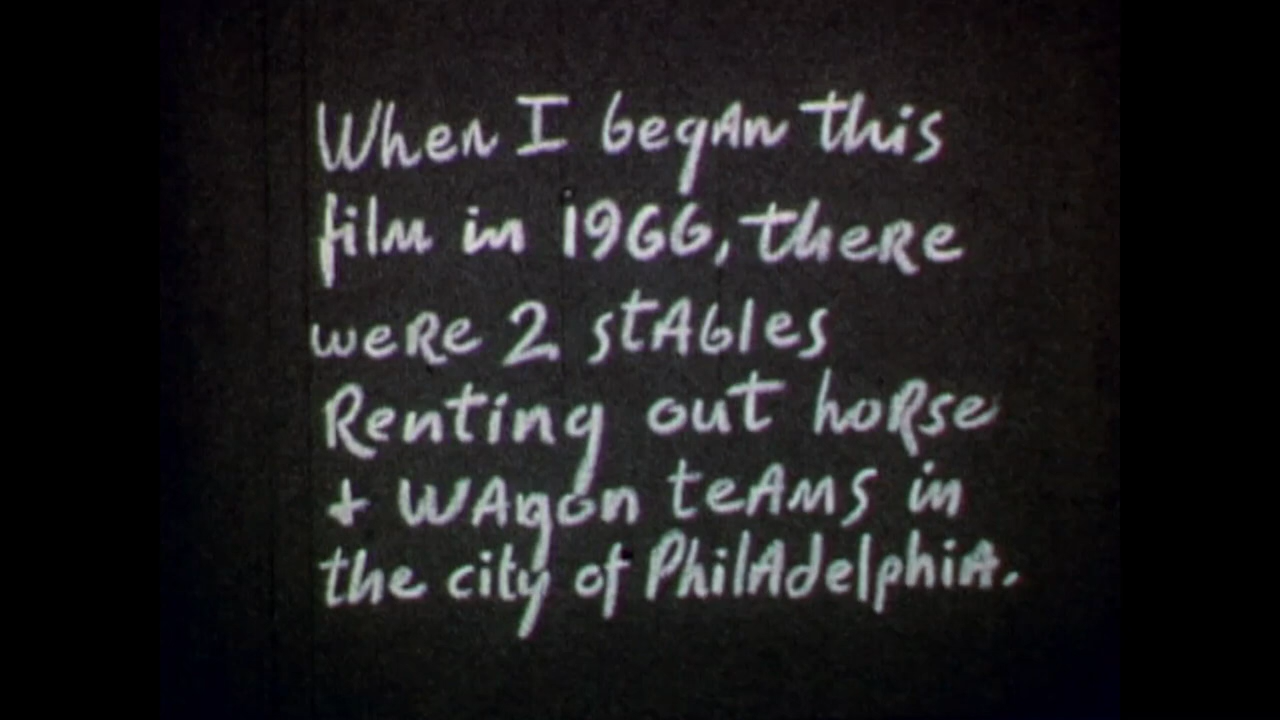 When I began this
film in 1966, there
were 2 stables
Renting out horse
+ wagon teams in
the city of Philadelphia.